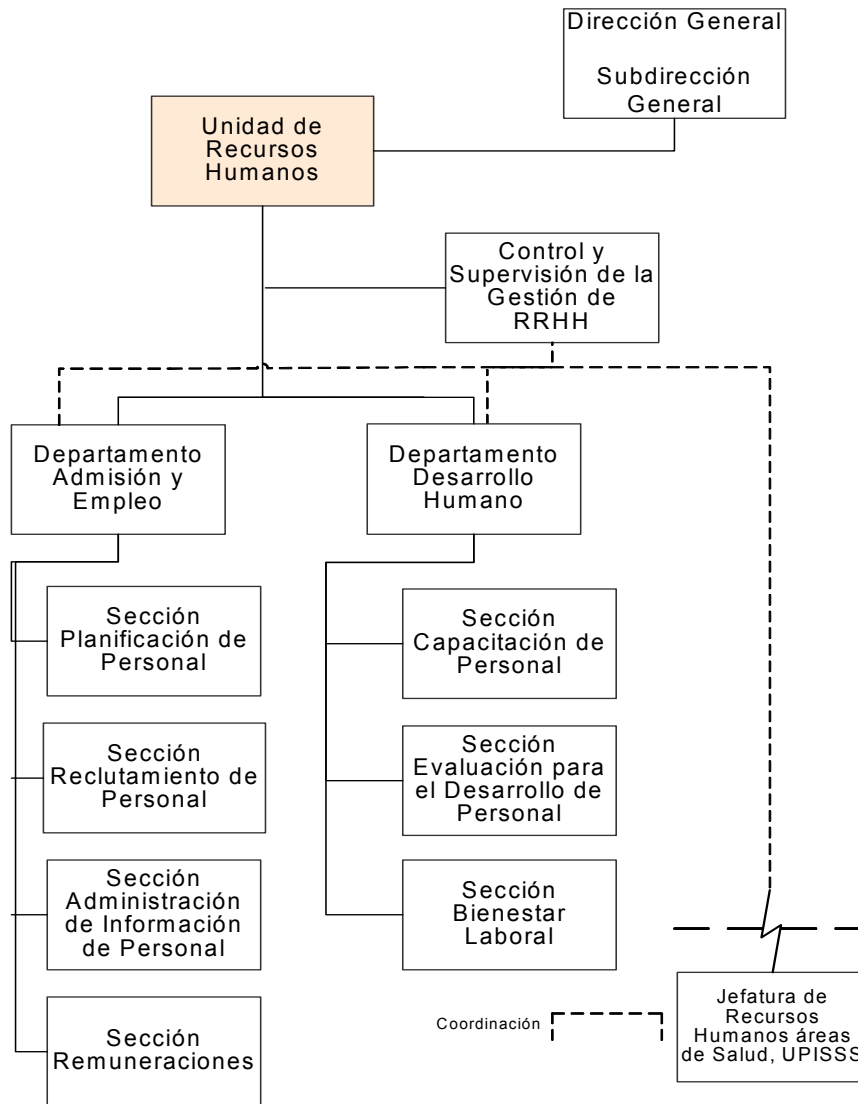 Dirección General
Subdirección
General
Unidad de
Recursos
Humanos
Control y
Supervisión de la
Gestión de
RRHH
Departamento
Admisión y
Empleo
Departamento
Desarrollo
Humano
Sección
Planificación de
Personal
Sección
Capacitación de
Personal
Sección
Reclutamiento de
Personal
Sección
Evaluación para
el Desarrollo de
Personal
Sección
Administración
de Información
de Personal
Sección
Bienestar
Laboral
Sección
Remuneraciones
Coordinación
Jefatura de
Recursos
Humanos áreas
de Salud, UPISSS